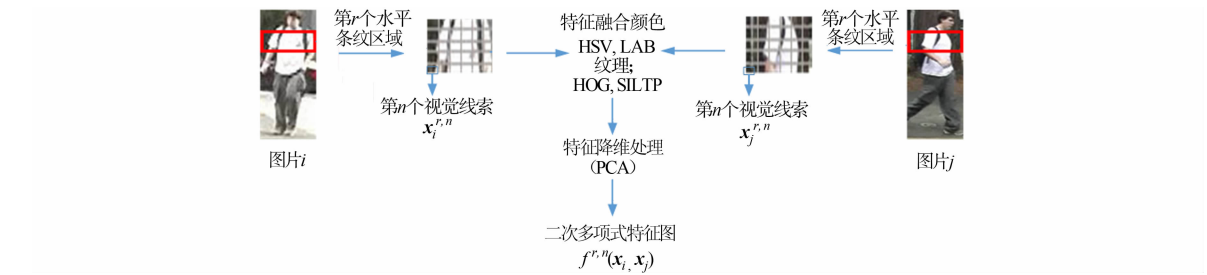 第r个水平
条纹区域
第n个视觉线索
x_i^{r,n}
图片i
特征融合颜色
HSV, LAB
纹理;
HOG, SILTP
特征降维处理
(PCA)
二次多项式特征图
f^{r,n}(x_i, x_j)
第r个水平
条纹区域
第n个视觉线索
x_j^{r,n}
图片j